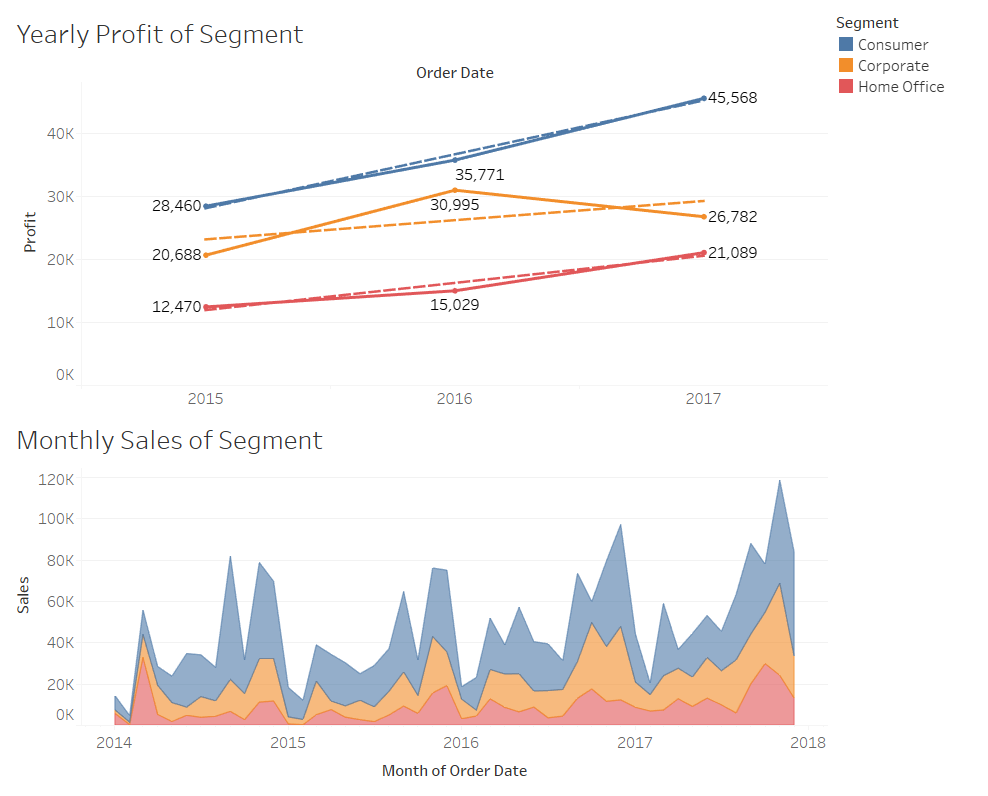 Yearly Profit of Segment
Segment
Consumer
Corporate
Home Office
Order Date
Profit
40K
30K
20K
10K
0K
28,460
35,771
45,568
20,688
30,995
26,782
12,470
15,029
21,089
2015
2016
2017
Monthly Sales of Segment
Sales
120K
100K
80K
60K
40K
20K
0K
2014
2015
2016
2017
2018
Month of Order Date